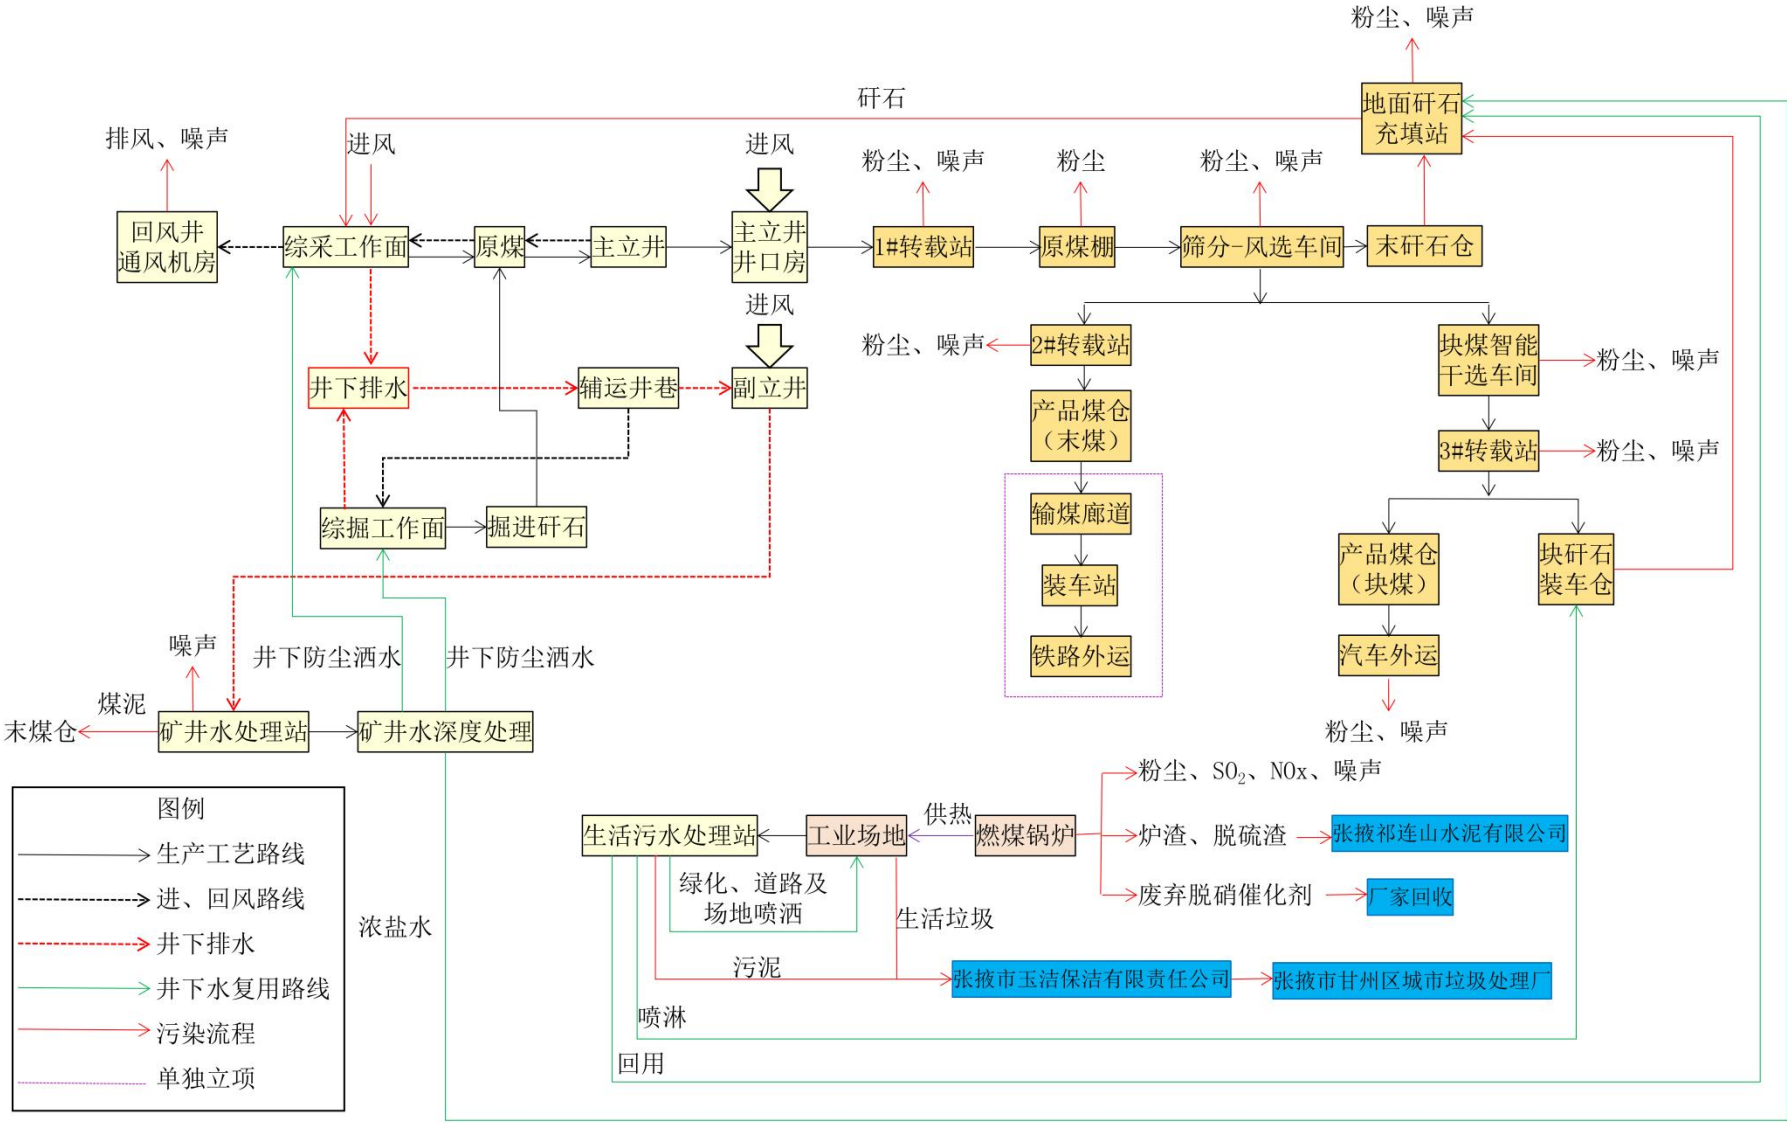 粉尘、噪声
地面矸石
充填站
矸石
排风、噪声
进风
进风
粉尘、噪声
粉尘
粉尘、噪声
回风井
通风机房
综采工作面
原煤
主立井
主立井
井口房
1#转载站
原煤棚
筛分-风选车间
末矸石仓
进风
粉尘、噪声
2#转载站
块煤智能
干选车间
粉尘、噪声
井下排水
辅运井巷
副立井
产品煤仓
（末煤）
3#转载站
粉尘、噪声
综掘工作面
掘进矸石
输煤廊道
产品煤仓
（块煤）
块矸石
装车仓
装车站
噪声
井下防尘洒水
井下防尘洒水
铁路外运
汽车外运
煤泥
末煤仓
矿井水处理站
矿井水深度处理
粉尘、噪声
粉尘、SO₂、NOx、噪声
图例
生产工艺路线
进、回风路线
井下排水
井下水复用路线
污染流程
单独立项
生活污水处理站
工业场地
供热
燃煤锅炉
炉渣、脱硫渣
张掖祁连山水泥有限公司
绿化、道路及
场地喷洒
废弃脱硝催化剂
厂家回收
浓盐水
生活垃圾
污泥
张掖市玉洁保洁有限责任公司
张掖市甘州区城市垃圾处理厂
喷淋
回用